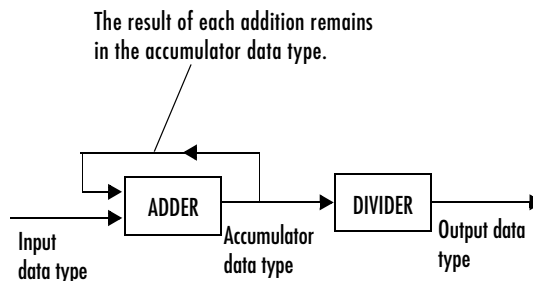 The result of each addition remains
in the accumulator data type.
ADDER
DIVIDER
Input
data type
Accumulator
data type
Output data
type